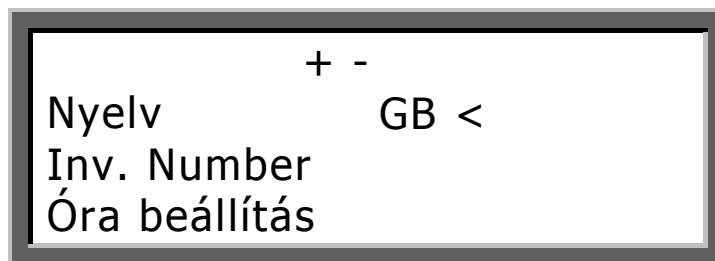 + -
Nyelv GB <
Inv. Number
Óra beállítás